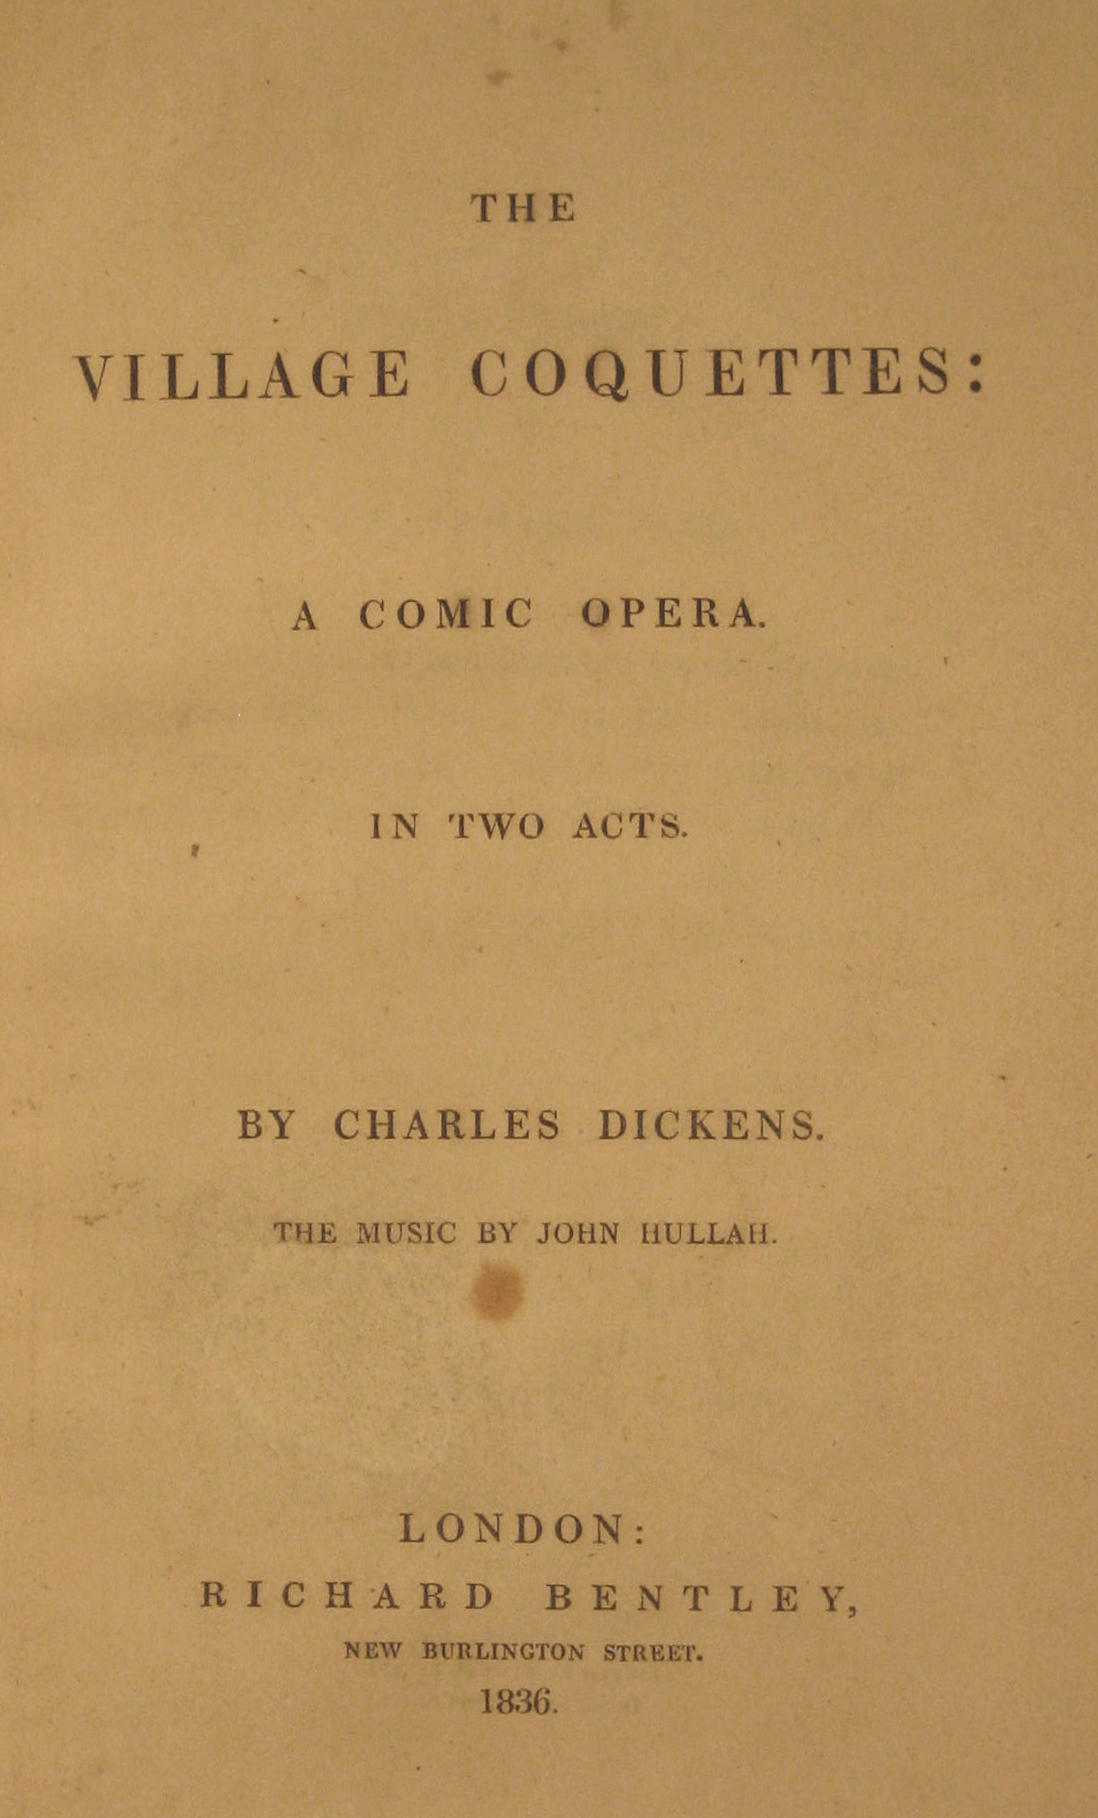 THE
VILLAGE COQUETTES:
A COMIC OPERA.
IN TWO ACTS.
BY CHARLES DICKENS.
THE MUSIC BY JOHN HULLAH.
LONDON:
RICHARD BENTLEY,
NEW BURLINGTON STREET.
1836.